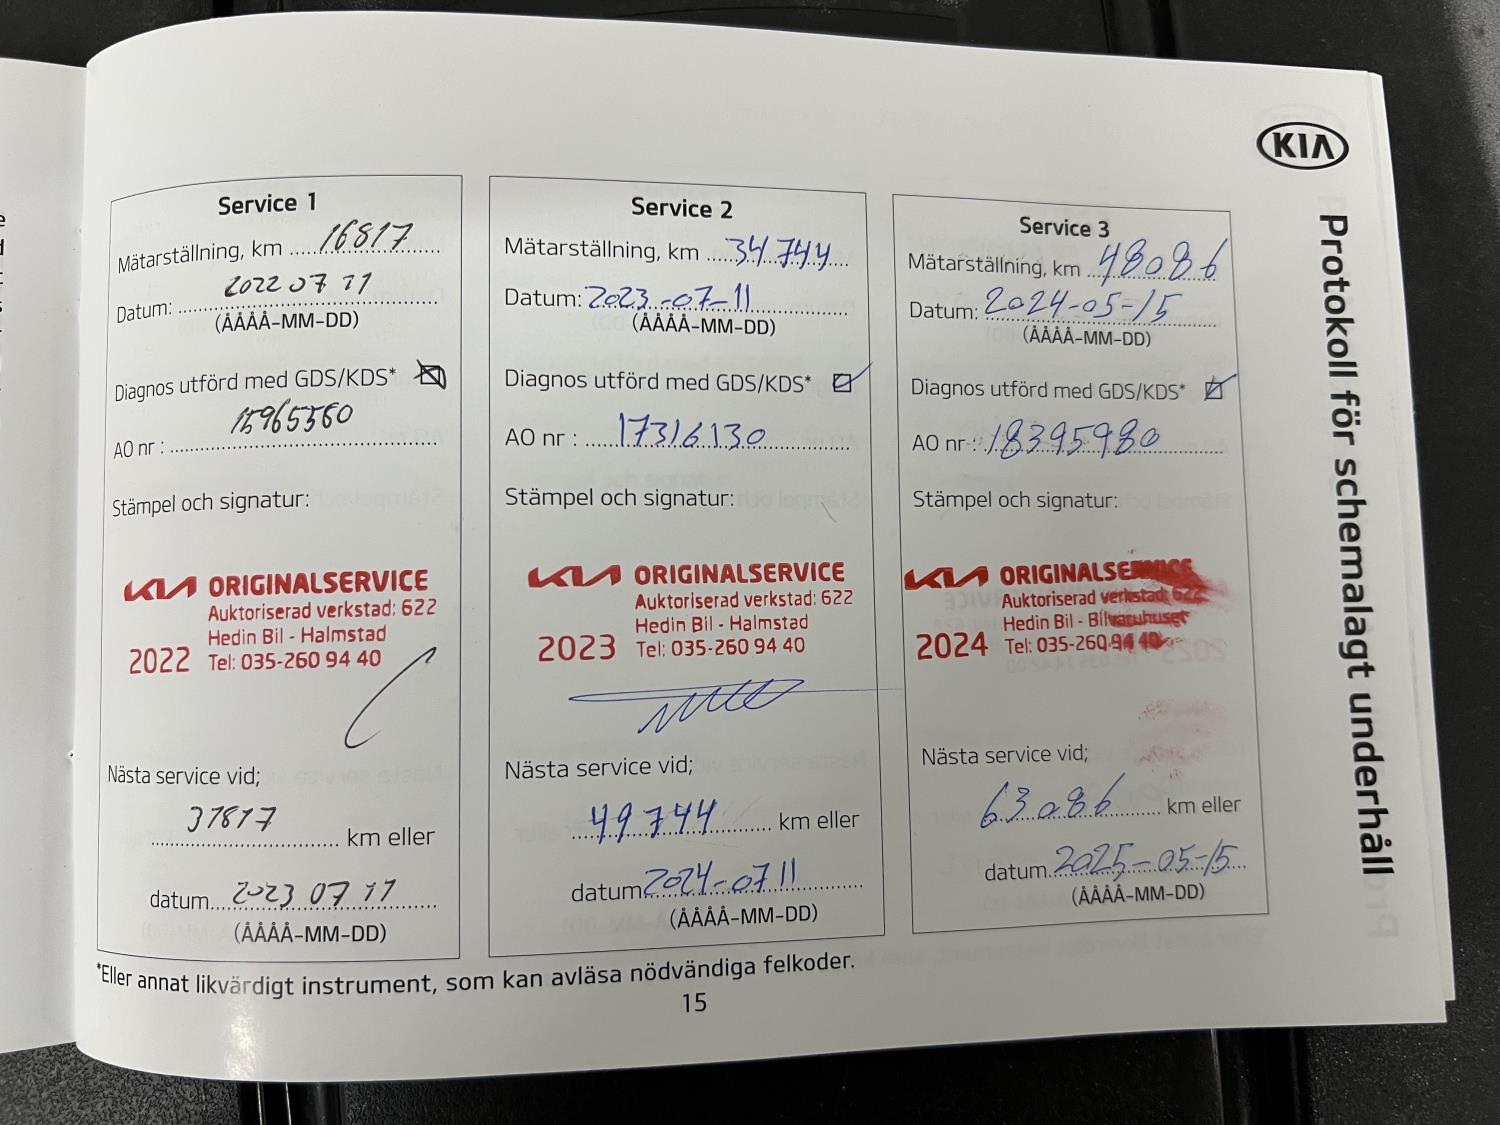 KIA
Protokoll för schemalagt underhåll
Service 1
Mätarställning, km 16817
Datum: 2022 07 11
(ÅÅÅÅ-MM-DD)
Diagnos utförd med GDS/KDS*
AO nr : 15965560
Stämpel och signatur:
KIA ORIGINALSERVICE
Auktoriserad verkstad: 622
Hedin Bil - Halmstad
2022 Tel: 035-260 94 40
Nästa service vid;
31817 km eller
datum 2023 07 11
(ÅÅÅÅ-MM-DD)
Service 2
Mätarställning, km 34744
Datum: 2023-07-11
(ÅÅÅÅ-MM-DD)
Diagnos utförd med GDS/KDS*
AO nr : 17316130
Stämpel och signatur:
KIA ORIGINALSERVICE
Auktoriserad verkstad: 622
Hedin Bil - Halmstad
2023 Tel: 035-260 94 40
Nästa service vid;
49744 km eller
datum 2024-07 11
(ÅÅÅÅ-MM-DD)
Service 3
Mätarställning, km 48086
Datum: 2024-05-15
(ÅÅÅÅ-MM-DD)
Diagnos utförd med GDS/KDS*
AO nr : 18395980
Stämpel och signatur:
KIA ORIGINALSERVICE
Auktoriserad verkstad: 622
Hedin Bil - Bilvaruhuset
2024 Tel: 035-260 94 40
Nästa service vid;
63086 km eller
datum 2025-05-15
(ÅÅÅÅ-MM-DD)
*Eller annat likvärdigt instrument, som kan avläsa nödvändiga felkoder.
15